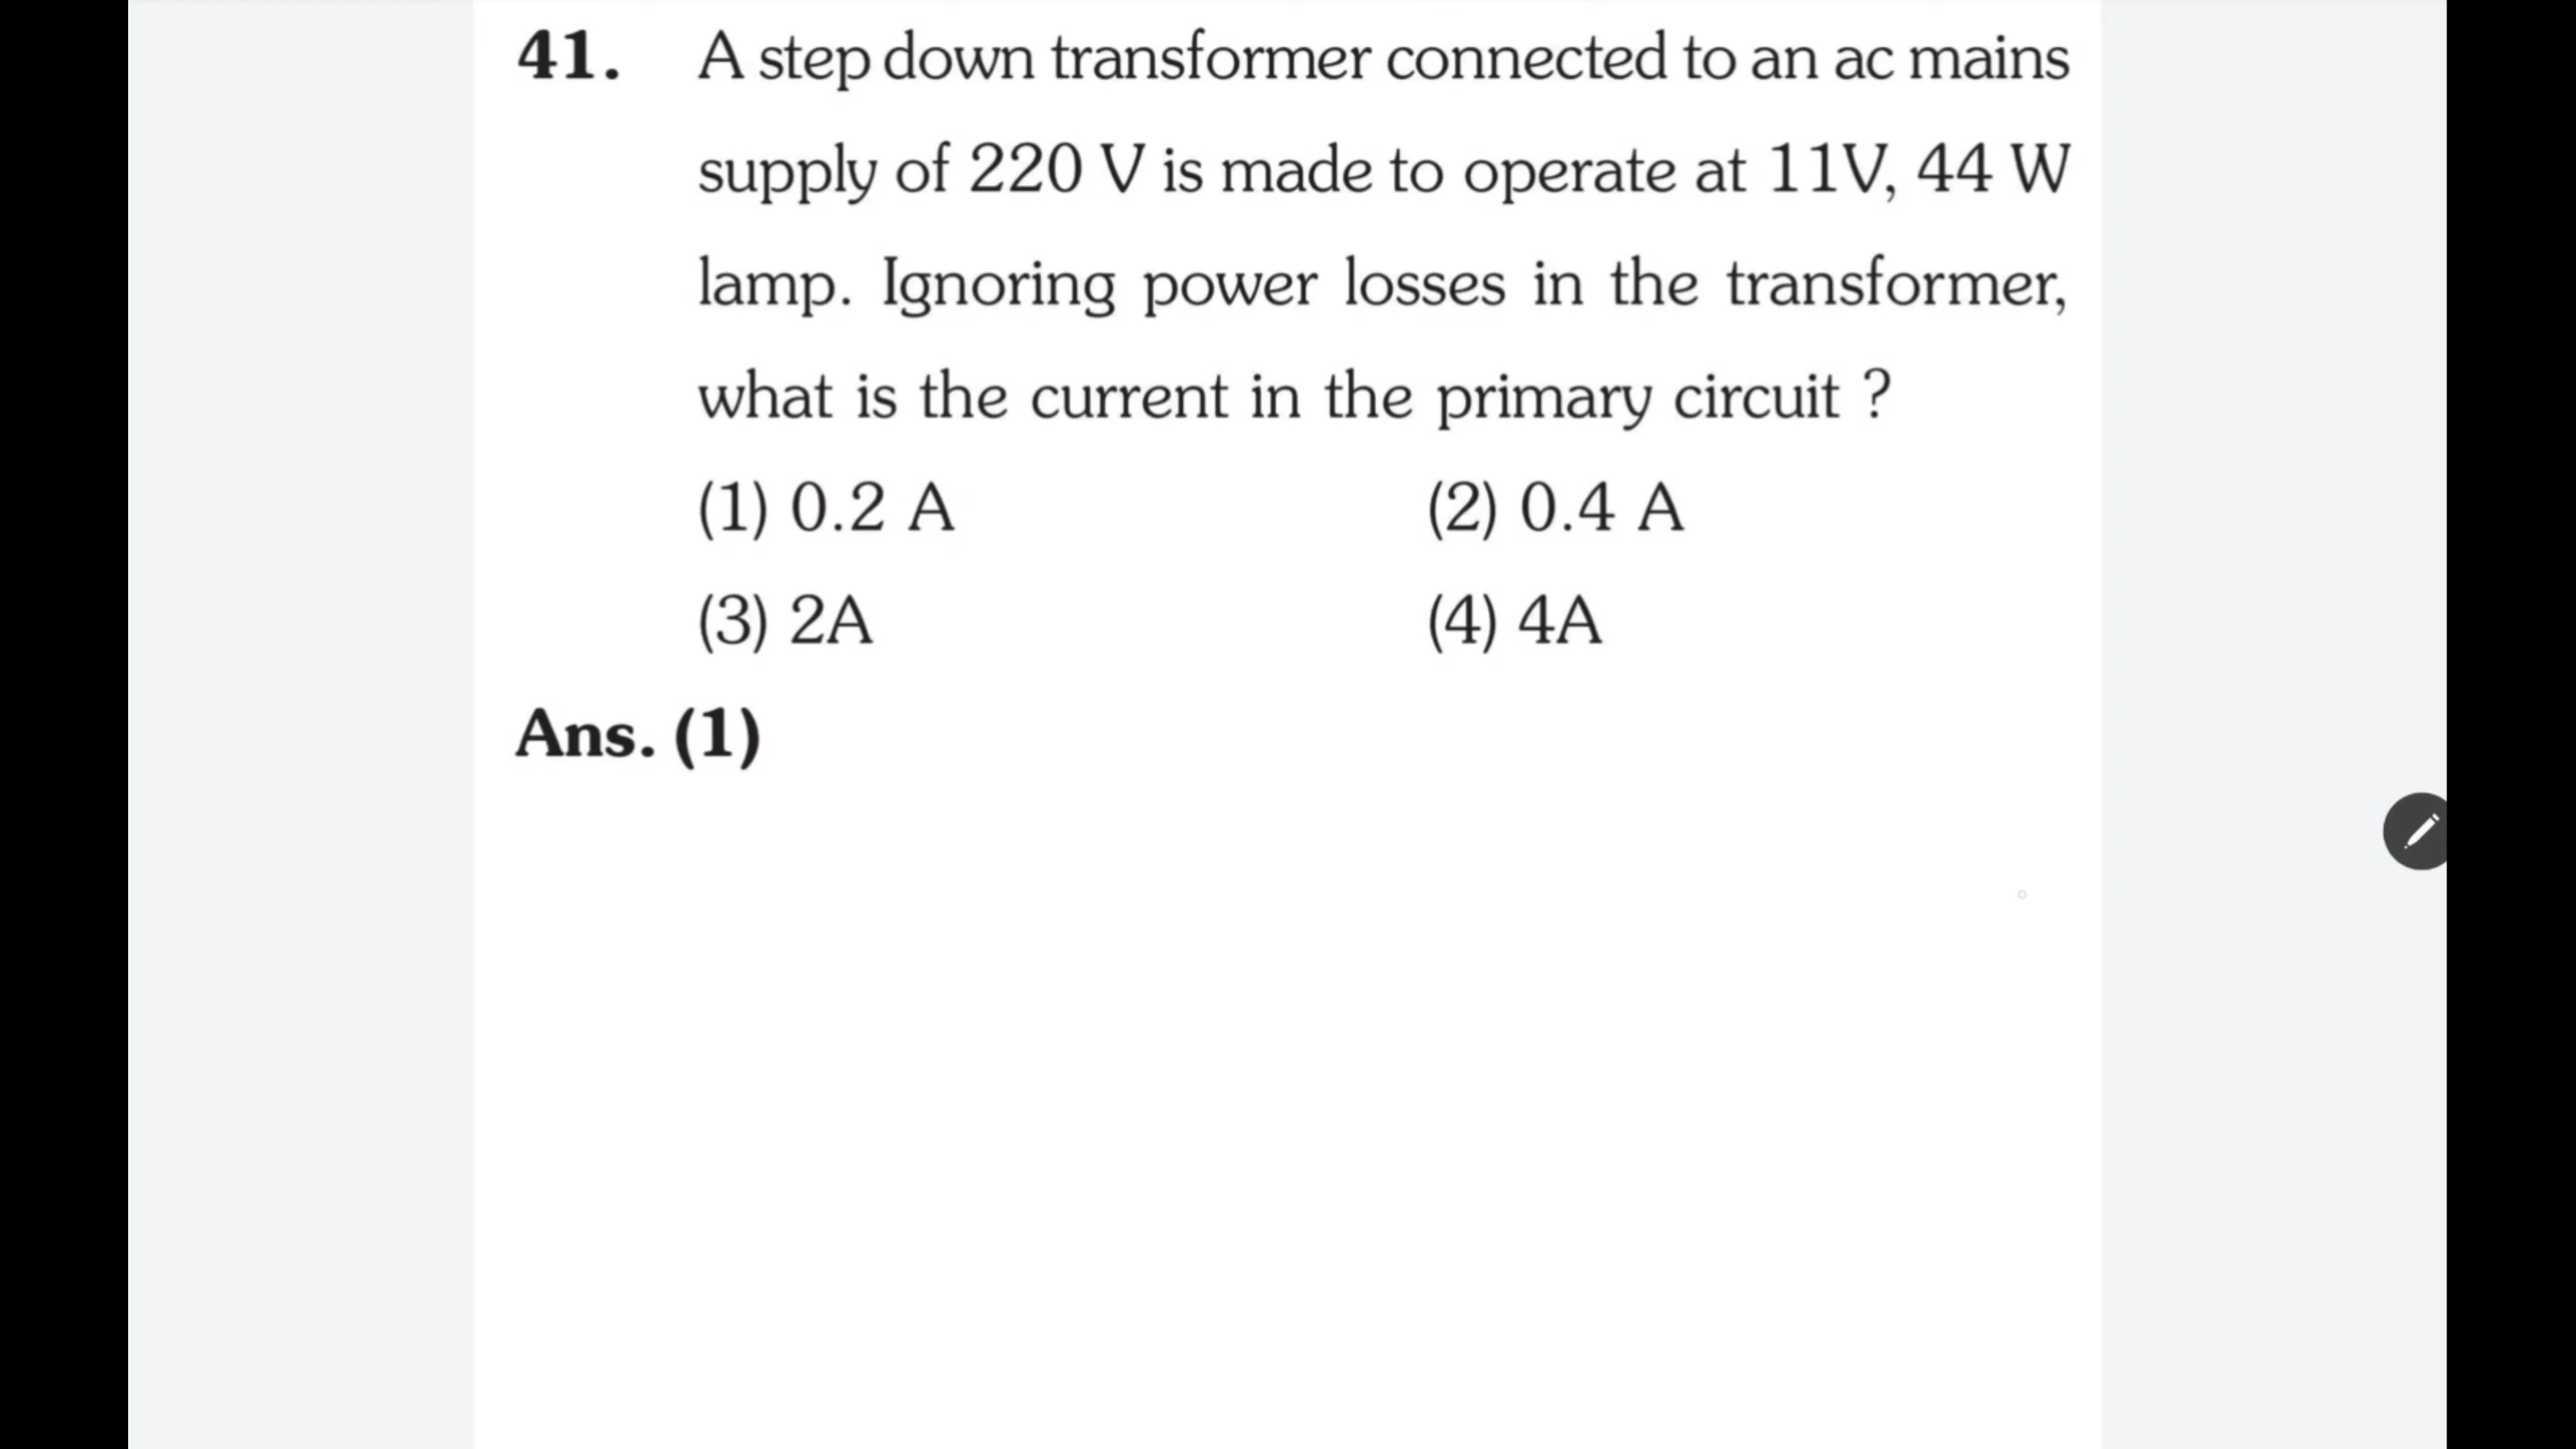 41. A step down transformer connected to an ac mains
supply of 220 V is made to operate at 11V, 44 W
lamp. Ignoring power losses in the transformer,
what is the current in the primary circuit ?
(1) 0.2 A (2) 0.4 A
(3) 2A (4) 4A
Ans. (1)